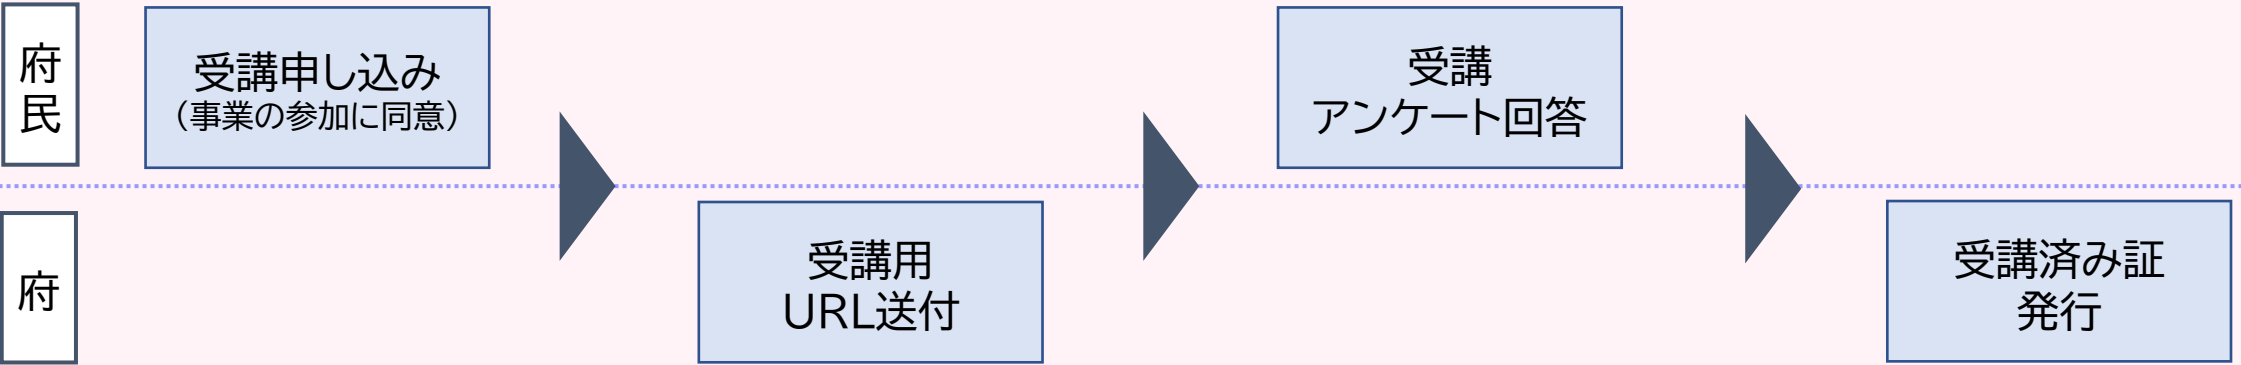 府民
受講申し込み
（事業の参加に同意）
受講
アンケート回答
府
受講用
URL送付
受講済み証
発行